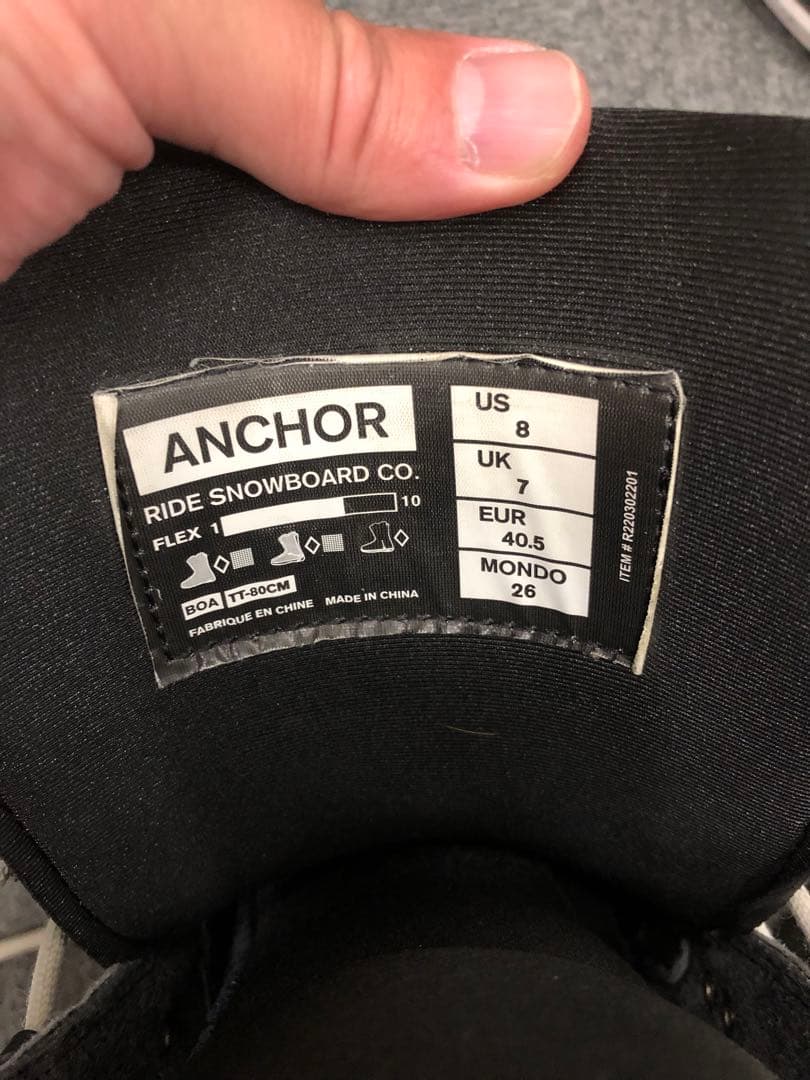 ANCHOR
RIDE SNOWBOARD CO.
FLEX 1 10
BOA TT-80CM
FABRIQUE EN CHINE MADE IN CHINA
US
8
UK
7
EUR
40.5
MONDO
26
ITEM # R220302201